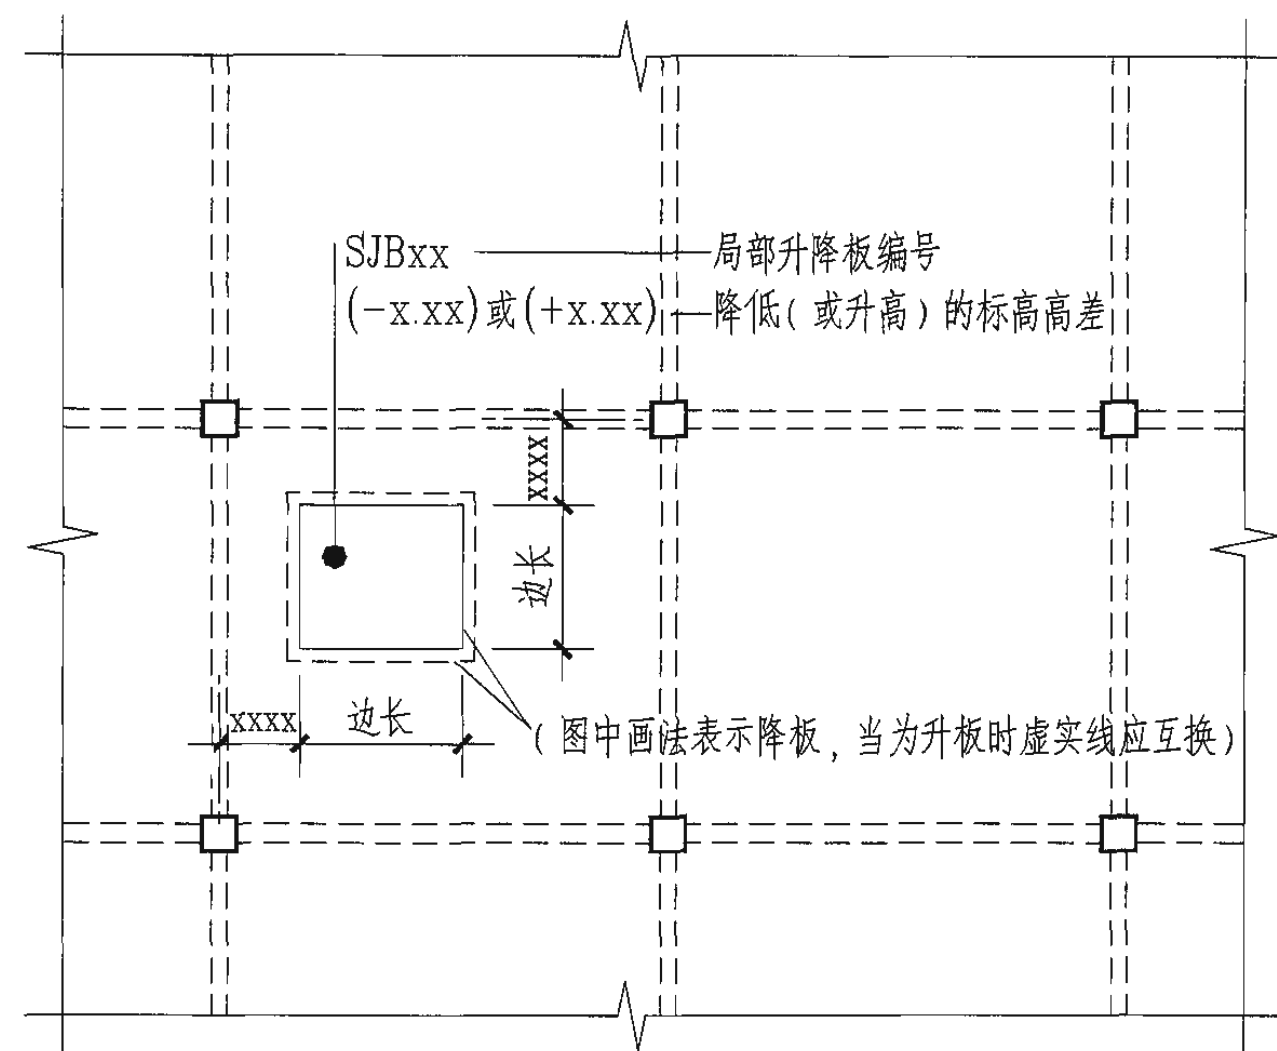 SJBxx
局部升降板编号
(-x.xx)或(+x.xx)
降低(或升高)的标高高差
xxxx
边长
xxxx
边长
(图中画法表示降板,当为升板时虚实线应互换)